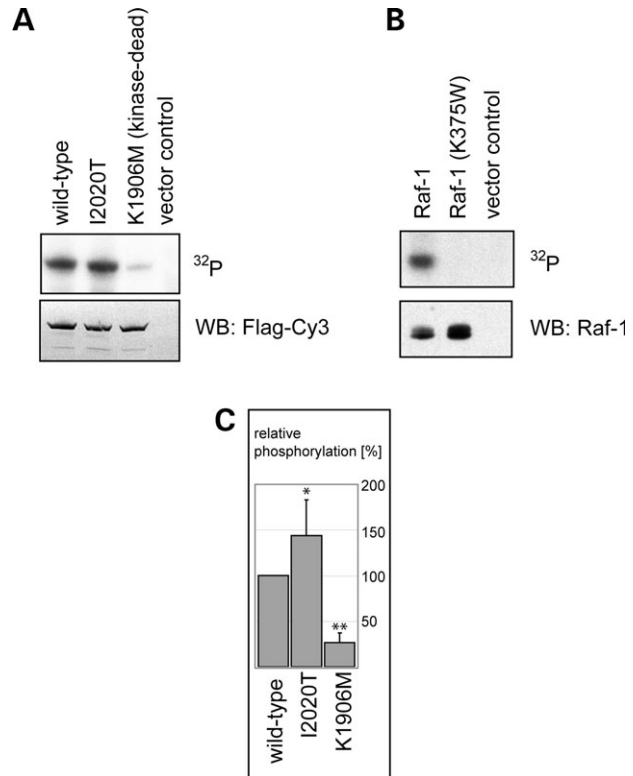 A
wild-type
I2020T
K1906M (kinase-dead)
vector control
32P
WB: Flag-Cy3
B
Raf-1
Raf-1 (K375W)
vector control
32P
WB: Raf-1
C
relative
phosphorylation [%]
200
*
150
100
**
50
wild-type
I2020T
K1906M